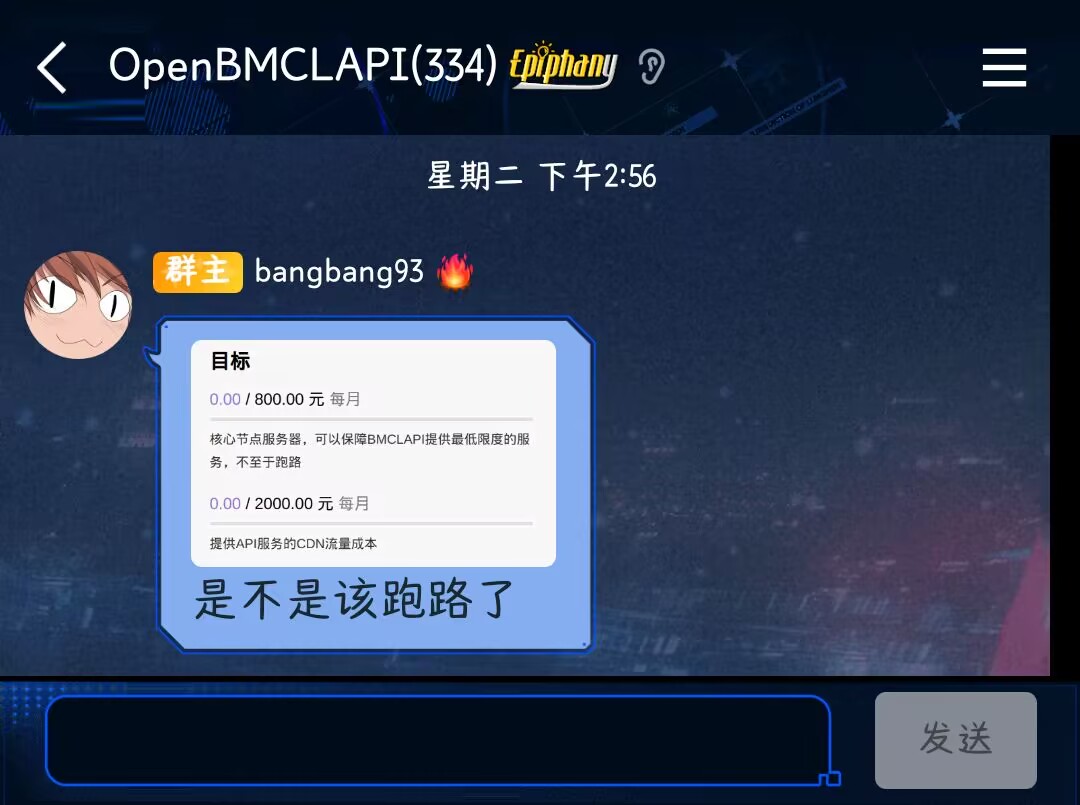 OpenBMCLAPI(334) Epiphany
星期二 下午2:56
群主 bangbang93
目标
0.00 / 800.00 元 每月
核心节点服务器，可以保障BMCLAPI提供最低限度的服
务，不至于跑路
0.00 / 2000.00 元 每月
提供API服务的CDN流量成本
是不是该跑路了
发送